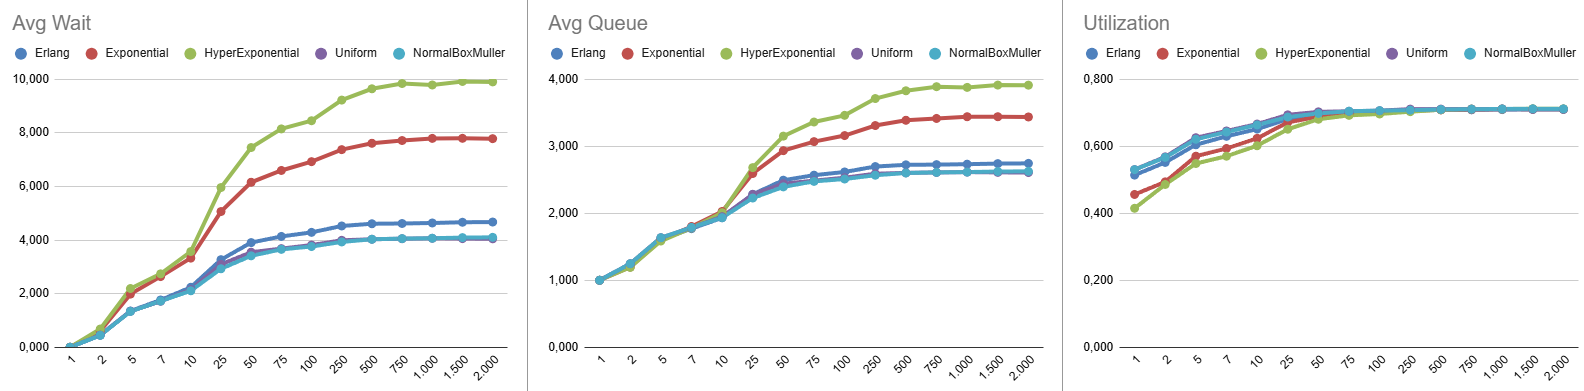 Avg Wait
Erlang Exponential HyperExponential Uniform NormalBoxMuller
10,000
8,000
6,000
4,000
2,000
0,000
1 2 5 7 10 25 50 75 100 250 500 750 1.000 1.500 2.000
Avg Queue
Erlang Exponential HyperExponential Uniform NormalBoxMuller
4,000
3,000
2,000
1,000
0,000
1 2 5 7 10 25 50 75 100 250 500 750 1.000 1.500 2.000
Utilization
Erlang Exponential HyperExponential Uniform NormalBoxMuller
0,800
0,600
0,400
0,200
0,000
1 2 5 7 10 25 50 75 100 250 500 750 1.000 1.500 2.000